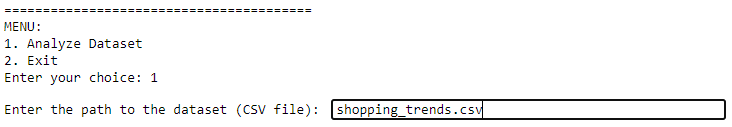 ========================================
MENU:
1. Analyze Dataset
2. Exit
Enter your choice: 1
Enter the path to the dataset (CSV file): shopping_trends.csv